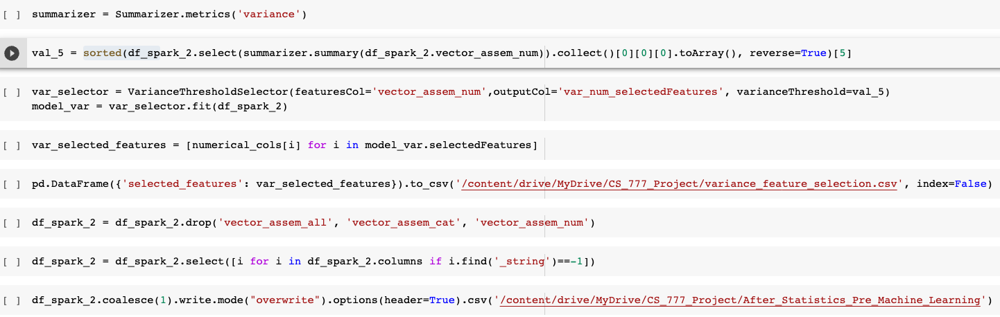 [ ] summarizer = Summarizer.metrics('variance')
val_5 = sorted(df_spark_2.select(summarizer.summary(df_spark_2.vector_assem_num)).collect()[0][0][0].toArray(), reverse=True)[5]
[ ] var_selector = VarianceThresholdSelector(featuresCol='vector_assem_num',outputCol='var_num_selectedFeatures', varianceThreshold=val_5)
model_var = var_selector.fit(df_spark_2)
[ ] var_selected_features = [numerical_cols[i] for i in model_var.selectedFeatures]
[ ] pd.DataFrame({'selected_features': var_selected_features}).to_csv('/content/drive/MyDrive/CS_777_Project/variance_feature_selection.csv', index=False)
[ ] df_spark_2 = df_spark_2.drop('vector_assem_all', 'vector_assem_cat', 'vector_assem_num')
[ ] df_spark_2 = df_spark_2.select([i for i in df_spark_2.columns if i.find('_string')==-1])
[ ] df_spark_2.coalesce(1).write.mode("overwrite").options(header=True).csv('/content/drive/MyDrive/CS_777_Project/After_Statistics_Pre_Machine_Learning')